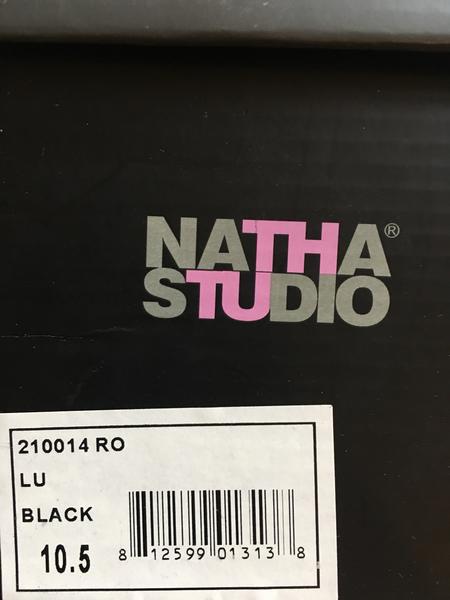 NATHA®
STUDIO
210014 RO
LU
BLACK
10.5
8 12599 01313 8